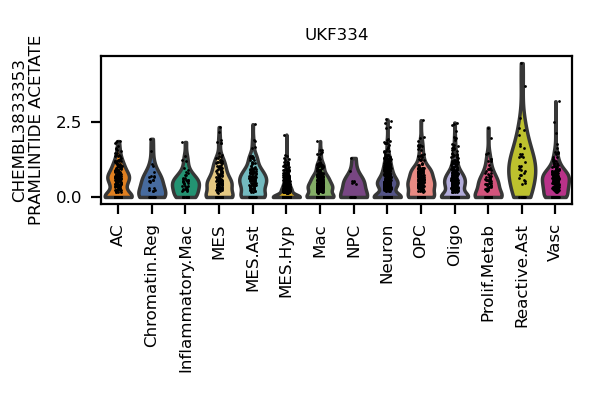 UKF334
CHEMBL3833353
PRAMLINTIDE ACETATE
2.5
0.0
AC
Chromatin.Reg
Inflammatory.Mac
MES
MES.Ast
MES.Hyp
Mac
NPC
Neuron
OPC
Oligo
Prolif.Metab
Reactive.Ast
Vasc